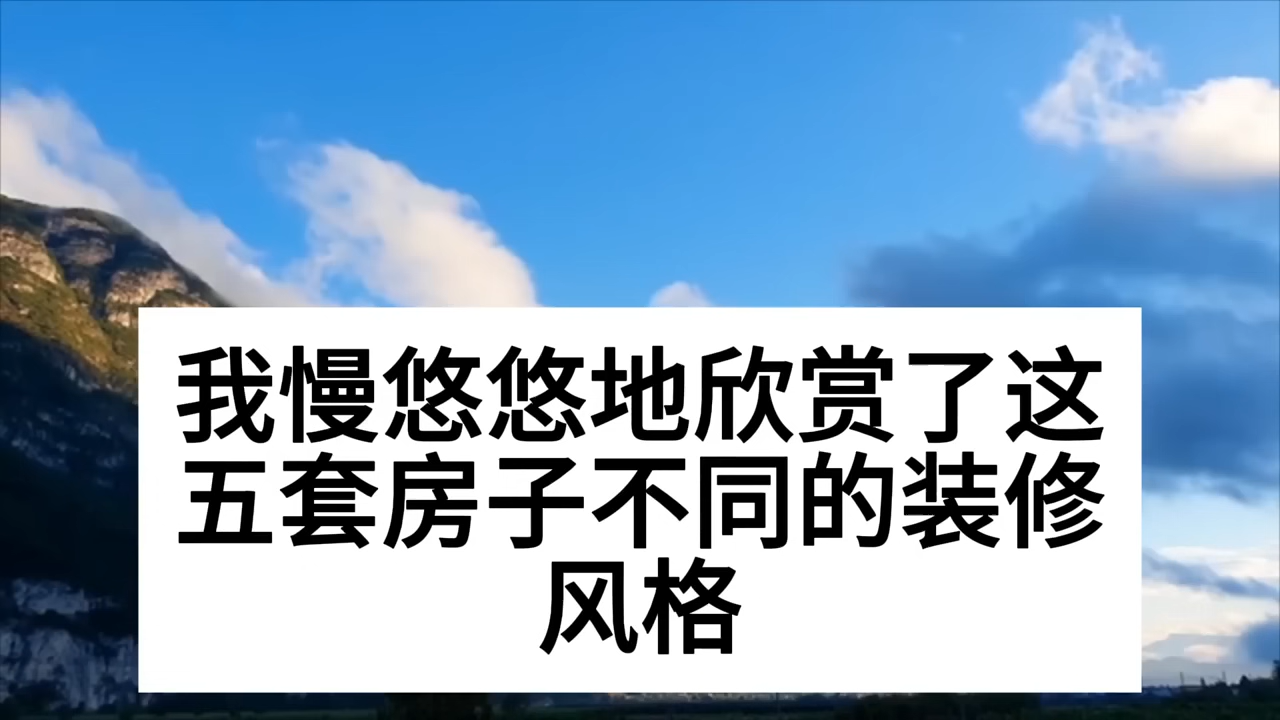 我慢悠悠地欣赏了这
五套房子不同的装修
风格